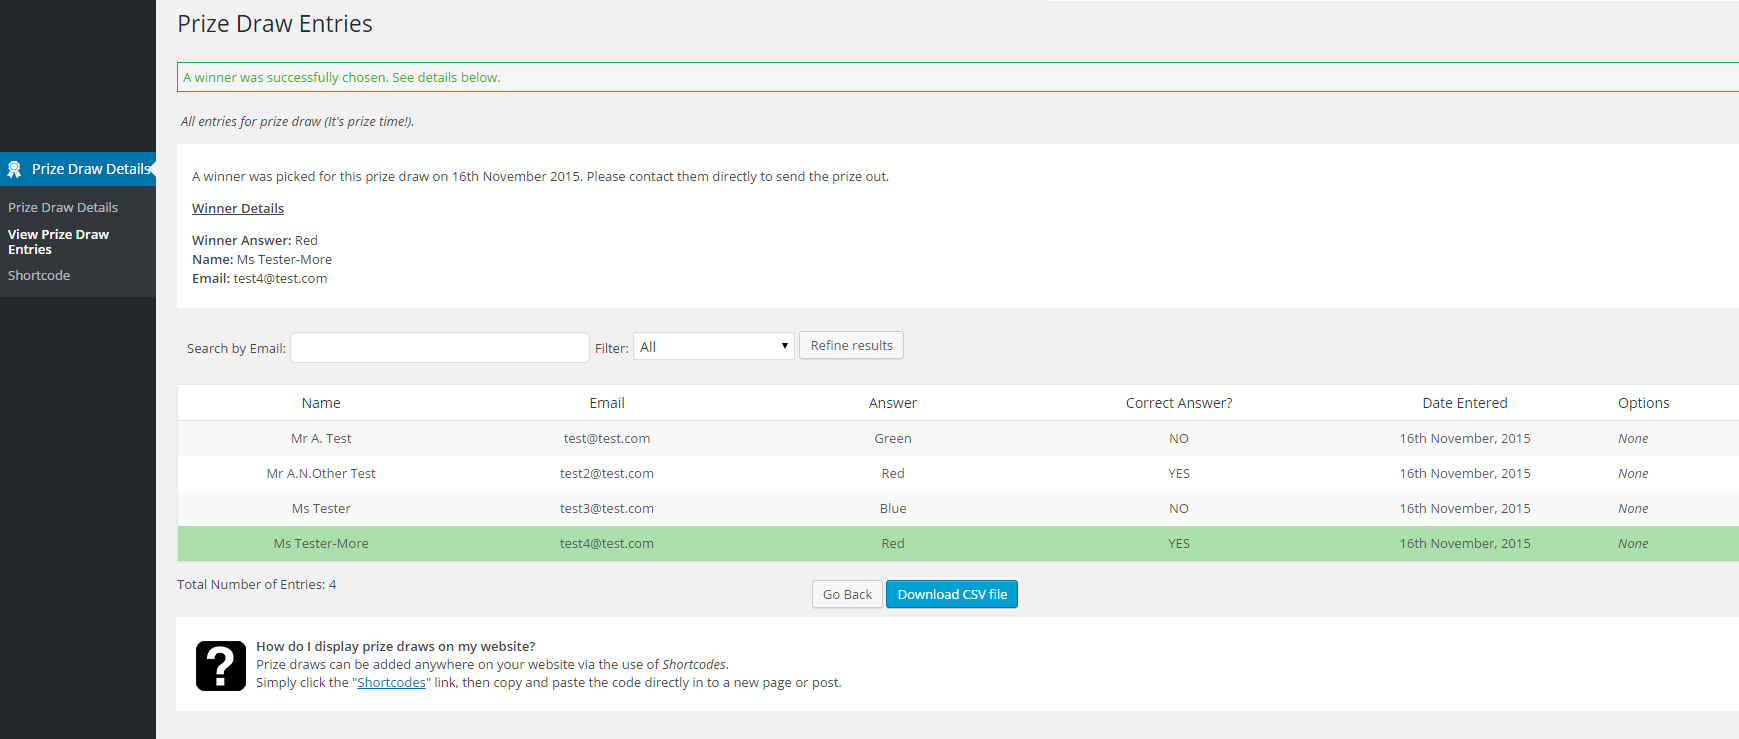 Prize Draw Entries
A winner was successfully chosen. See details below.
All entries for prize draw (It's prize time!).
Prize Draw Details
Prize Draw Details
View Prize Draw
Entries
Shortcode
A winner was picked for this prize draw on 16th November 2015. Please contact them directly to send the prize out.
Winner Details
Winner Answer: Red
Name: Ms Tester-More
Email: test4@test.com
Search by Email: Filter: All Refine results
Name Email Answer Correct Answer? Date Entered Options
Mr A. Test test@test.com Green NO 16th November, 2015 None
Mr A.N.Other Test test2@test.com Red YES 16th November, 2015 None
Ms Tester test3@test.com Blue NO 16th November, 2015 None
Ms Tester-More test4@test.com Red YES 16th November, 2015 None
Total Number of Entries: 4
Go Back Download CSV file
How do I display prize draws on my website?
Prize draws can be added anywhere on your website via the use of Shortcodes.
Simply click the "Shortcodes" link, then copy and paste the code directly in to a new page or post.